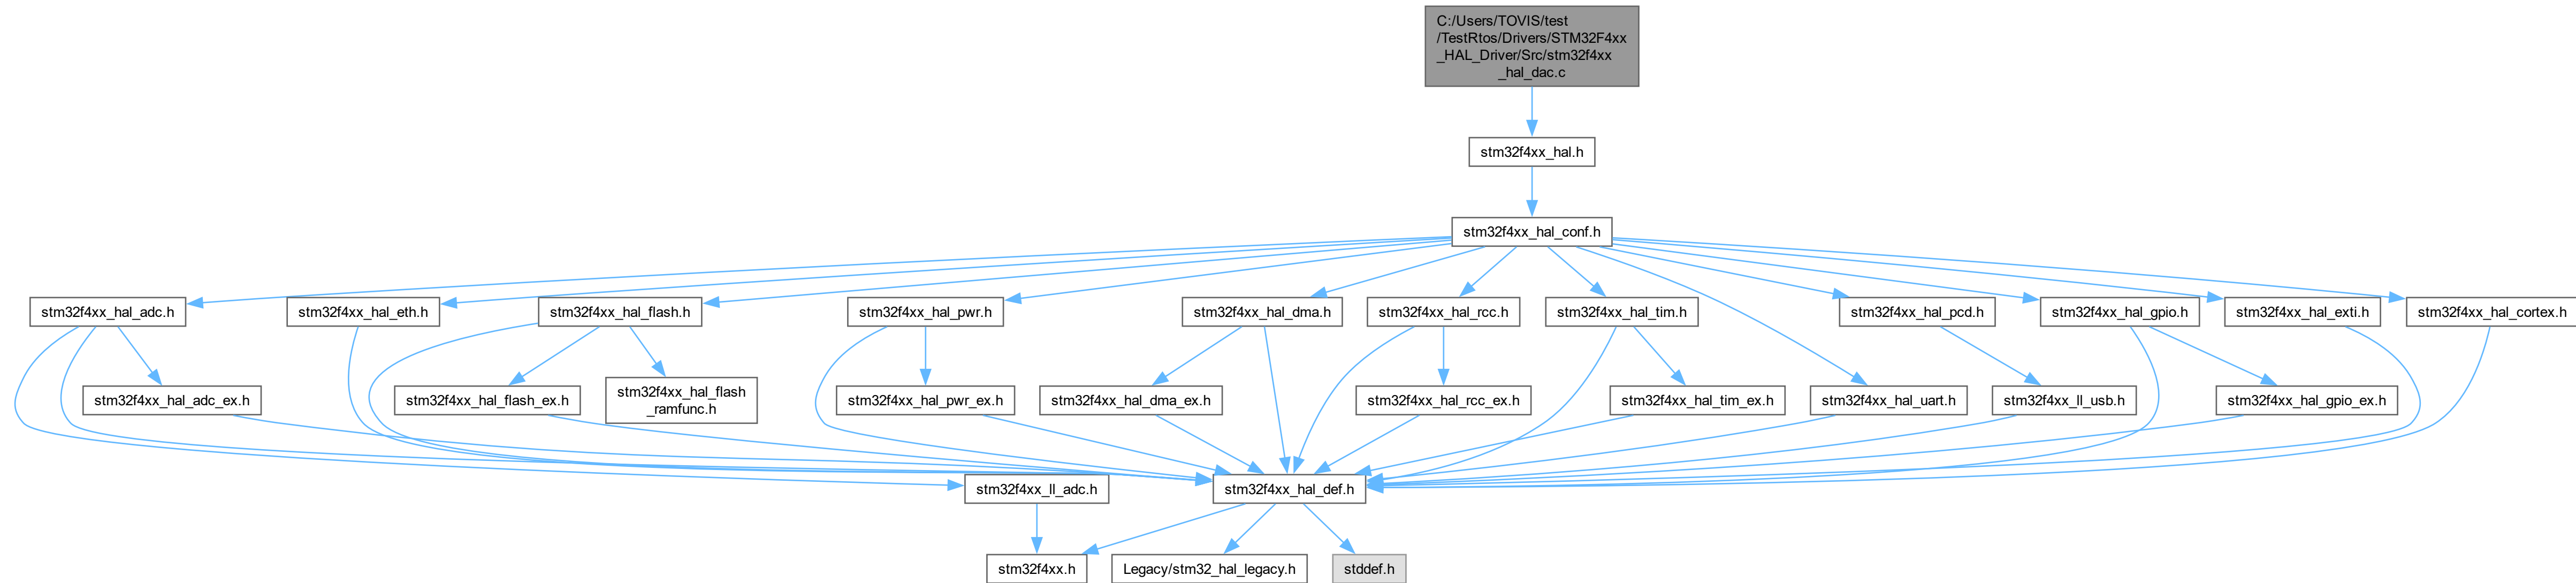 C:/Users/TOVIS/test
/TestRtos/Drivers/STM32F4xx
_HAL_Driver/Src/stm32f4xx
_hal_dac.c
stm32f4xx_hal.h
stm32f4xx_hal_conf.h
stm32f4xx_hal_adc.h
stm32f4xx_hal_eth.h
stm32f4xx_hal_flash.h
stm32f4xx_hal_pwr.h
stm32f4xx_hal_dma.h
stm32f4xx_hal_rcc.h
stm32f4xx_hal_tim.h
stm32f4xx_hal_pcd.h
stm32f4xx_hal_gpio.h
stm32f4xx_hal_exti.h
stm32f4xx_hal_cortex.h
stm32f4xx_hal_adc_ex.h
stm32f4xx_hal_flash_ex.h
stm32f4xx_hal_flash
_ramfunc.h
stm32f4xx_hal_pwr_ex.h
stm32f4xx_hal_dma_ex.h
stm32f4xx_hal_rcc_ex.h
stm32f4xx_hal_tim_ex.h
stm32f4xx_hal_uart.h
stm32f4xx_ll_usb.h
stm32f4xx_hal_gpio_ex.h
stm32f4xx_ll_adc.h
stm32f4xx_hal_def.h
stm32f4xx.h
Legacy/stm32_hal_legacy.h
stddef.h